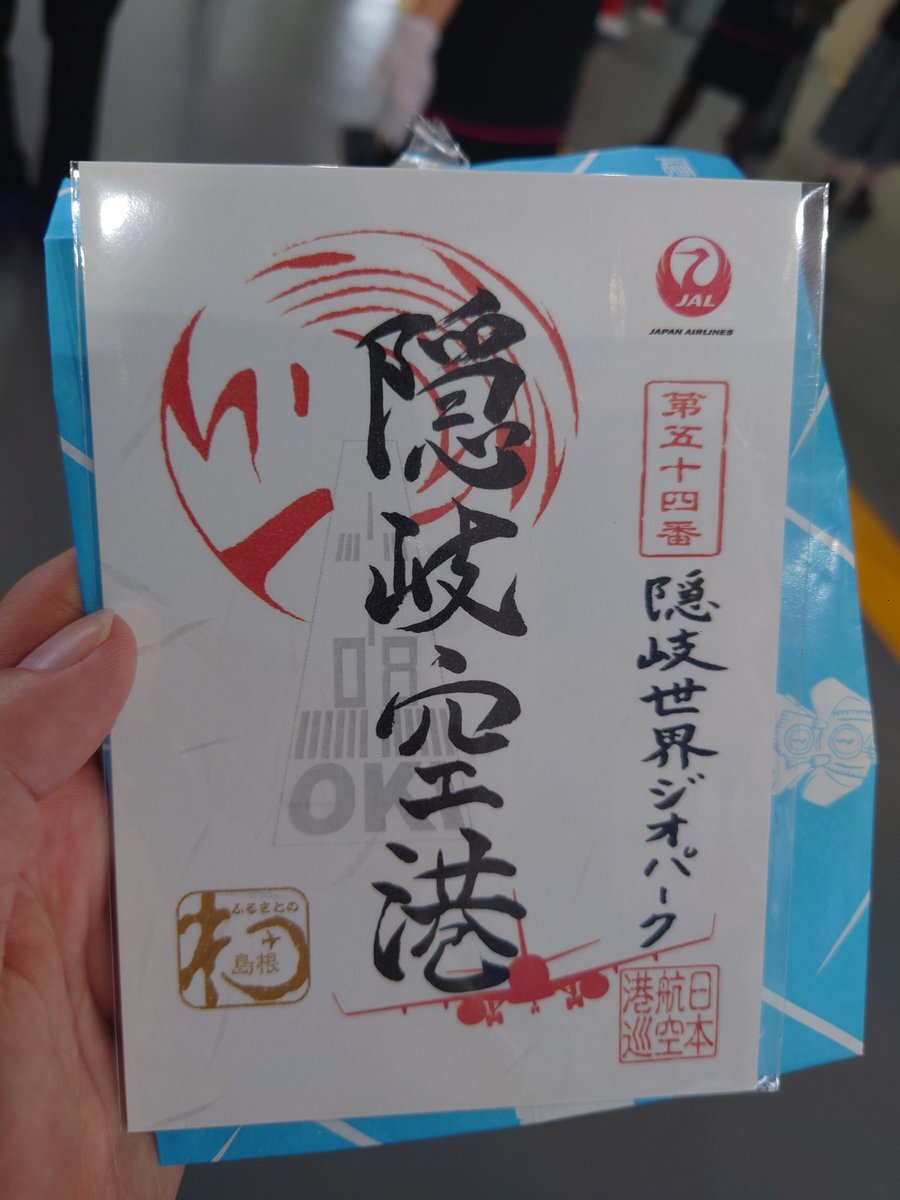 JAL
JAPAN AIRLINES
第五十四番
隠岐世界ジオパーク
隠岐空港
08
OKI
ふるさとの
島根
日本
航空
港巡